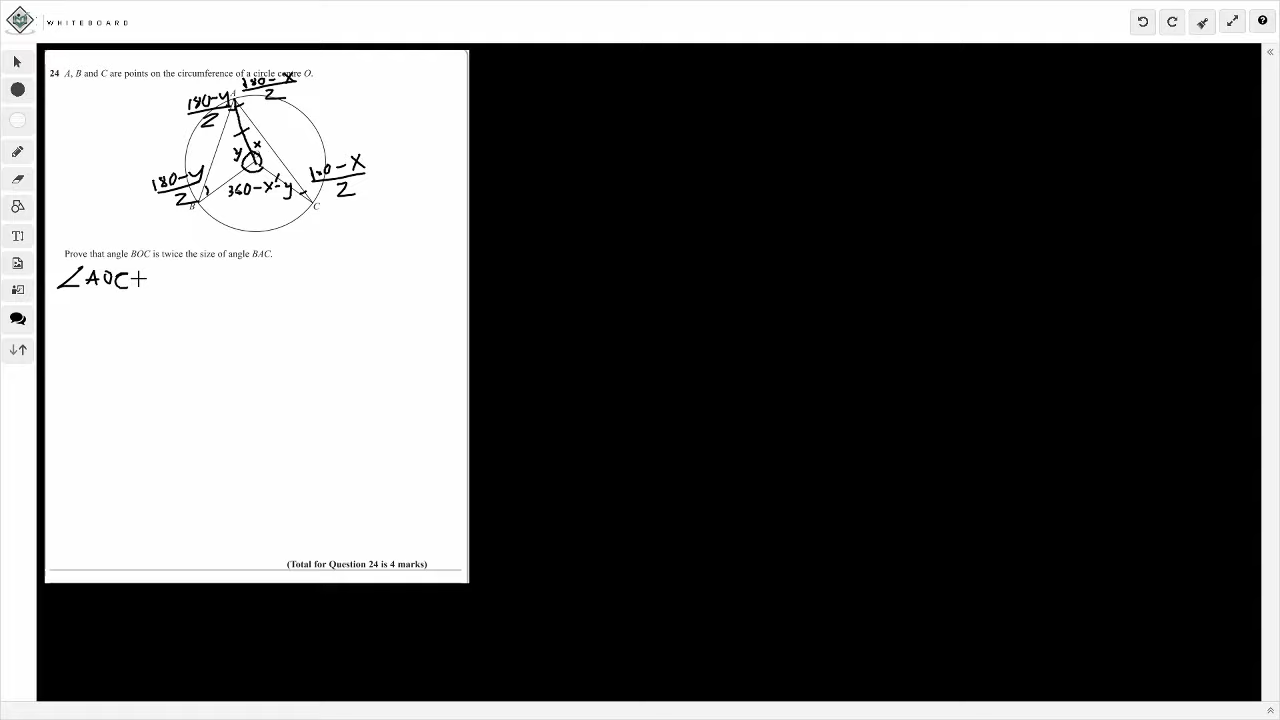 WHITEBOARD
24 A, B and C are points on the circumference of a circle centre O.
180-x
2
180-y
2
A
y x
180-y
2
360-x-y
180-x
2
B
C
Prove that angle BOC is twice the size of angle BAC.
∠AOC+
(Total for Question 24 is 4 marks)